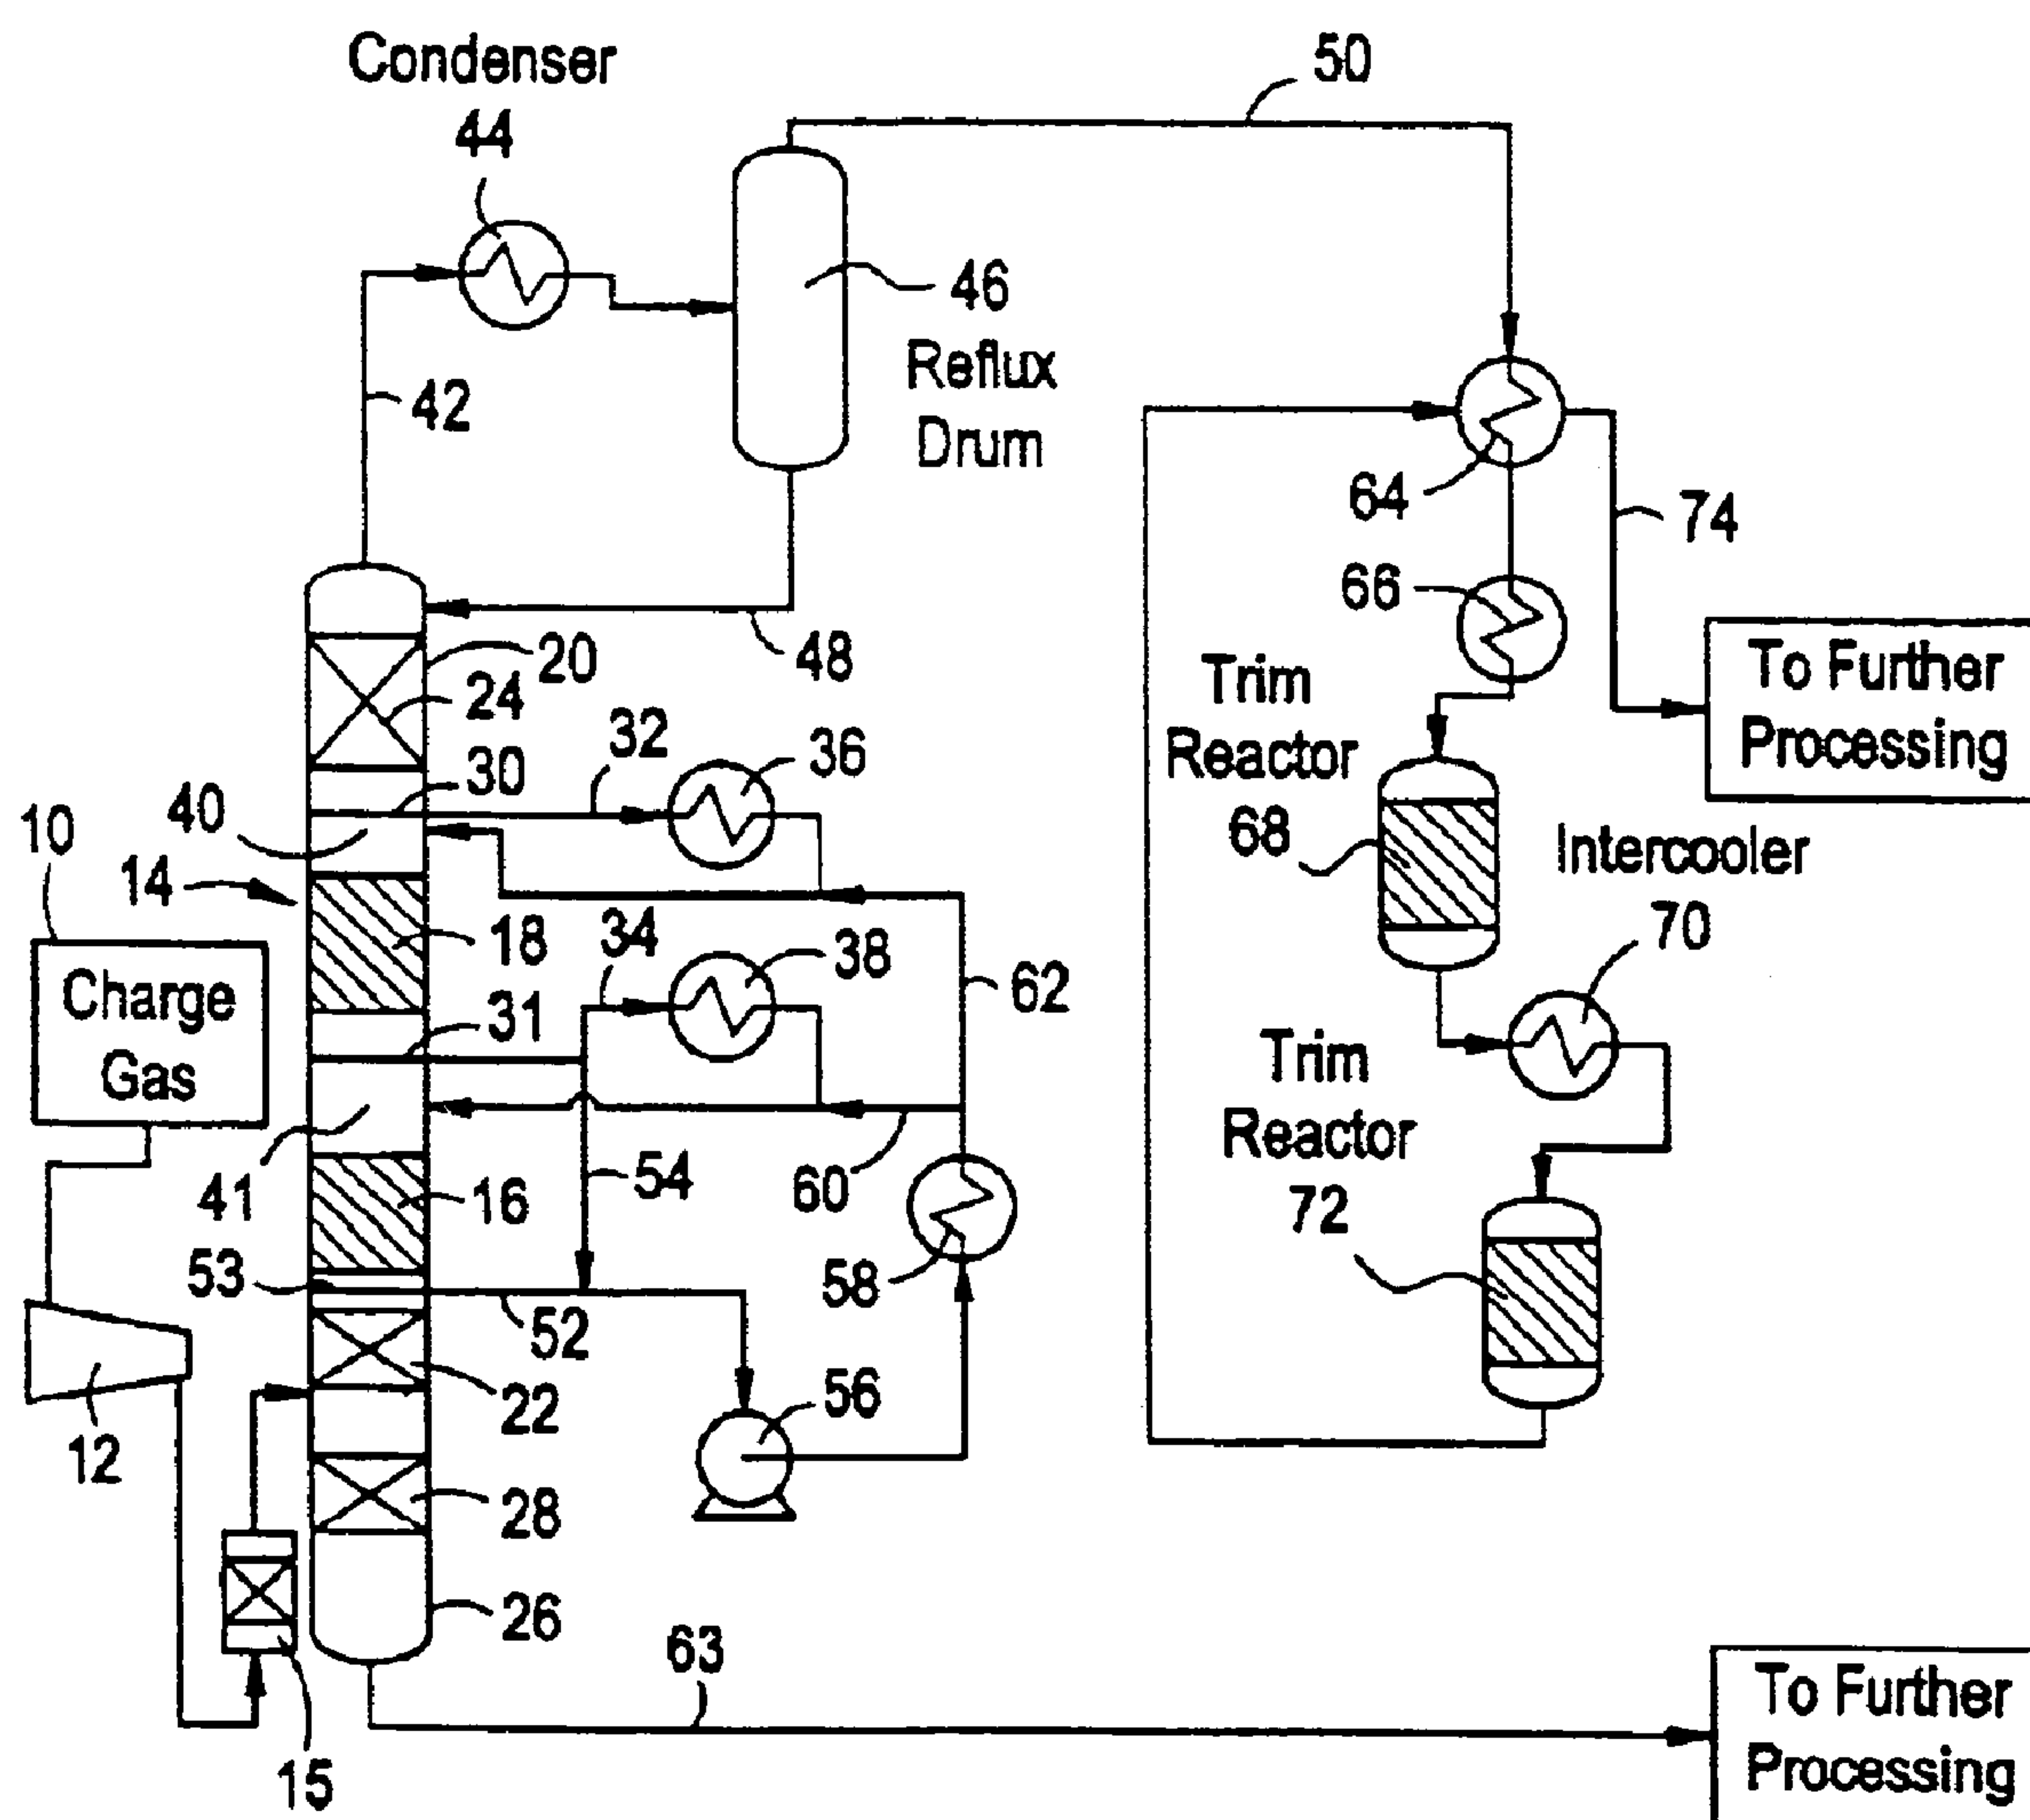 Condenser
44
50
46
Reflux
Drum
42
48
64
74
66
20
24
30
32
36
40
10
14
18
34
38
31
62
Trim
Reactor
68
To Further
Processing
Intercooler
70
Charge
Gas
41
16
54
60
58
53
52
Trim
Reactor
72
12
22
56
28
26
15
63
To Further
Processing